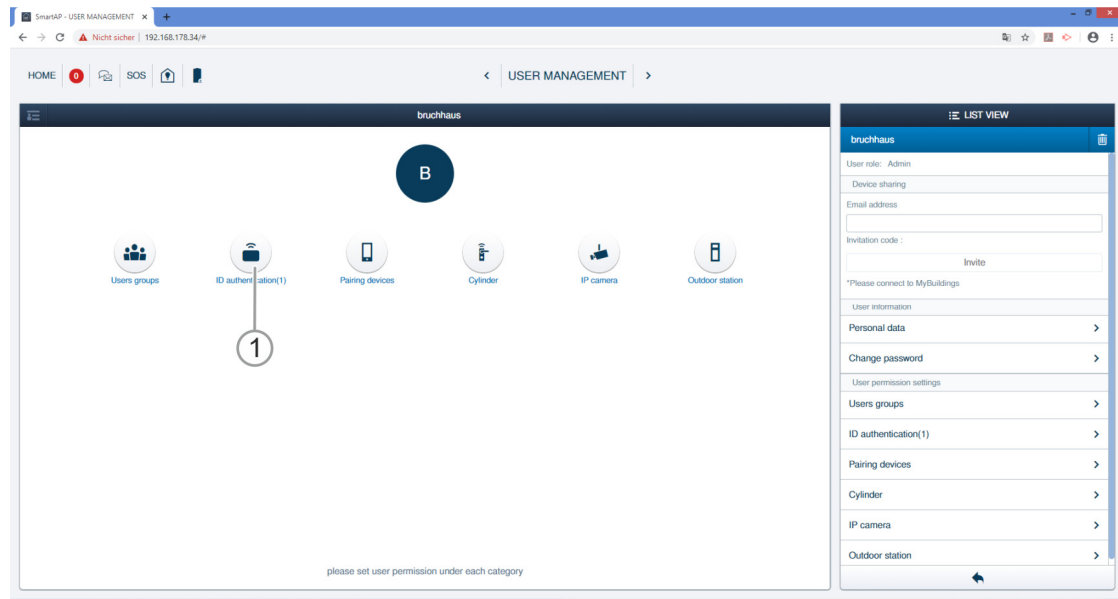 SmartAP - USER MANAGEMENT
Nicht sicher | 192.168.178.34/#
HOME 0 SOS
USER MANAGEMENT
bruchhaus
B
Users groups
ID authentication(1)
Pairing devices
Cylinder
IP camera
Outdoor station
1
please set user permission under each category
LIST VIEW
bruchhaus
User role: Admin
Device sharing
Email address
Invitation code :
Invite
*Please connect to MyBuildings
User information
Personal data
Change password
User permission settings
Users groups
ID authentication(1)
Pairing devices
Cylinder
IP camera
Outdoor station